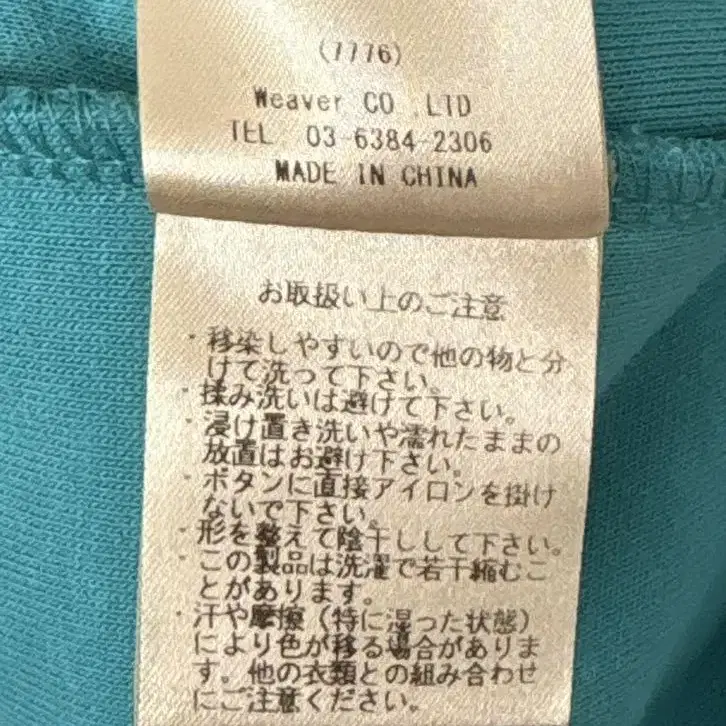 (7776)
Weaver CO .LTD
TEL 03-6384-2306
MADE IN CHINA
お取扱い上のご注意
・移染しやすいので他の物と分
けて洗って下さい。
・揉み洗いは避けて下さい。
・浸け置き洗いや濡れたままの
放置はお避け下さい。
・ボタンに直接アイロンを掛け
ないで下さい。
・形を整えて陰干しして下さい。
・この製品は洗濯で若干縮むこ
とがあります。
・汗や摩擦（特に湿った状態）
により色が移る場合がありま
す。他の衣類との組み合わせ
にご注意ください。